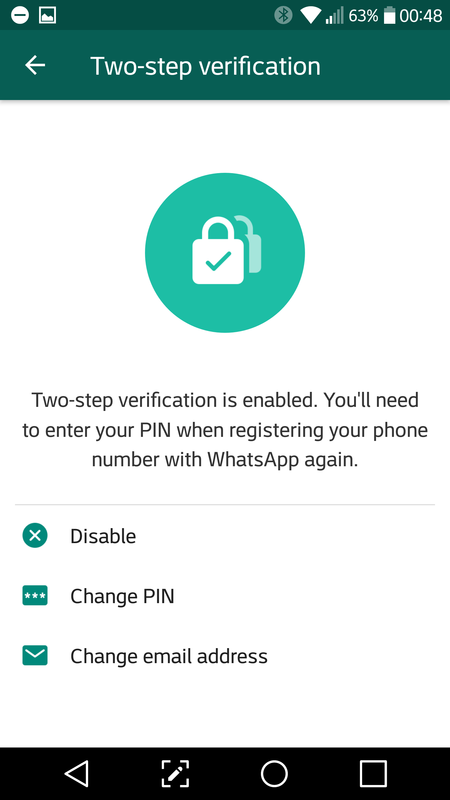 63% 00:48
Two-step verification
Two-step verification is enabled. You'll need
to enter your PIN when registering your phone
number with WhatsApp again.
Disable
Change PIN
Change email address